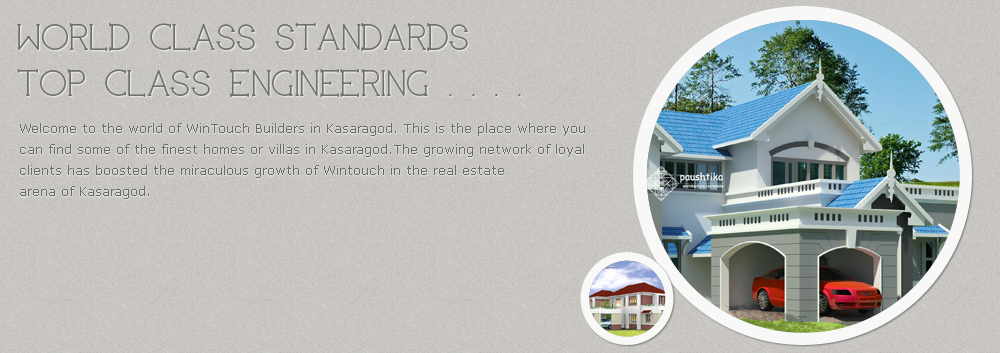 WORLD CLASS STANDARDS
TOP CLASS ENGINEERING . . . .
Welcome to the world of WinTouch Builders in Kasaragod. This is the place where you
can find some of the finest homes or villas in Kasaragod.The growing network of loyal
clients has boosted the miraculous growth of Wintouch in the real estate
arena of Kasaragod.
paushtika